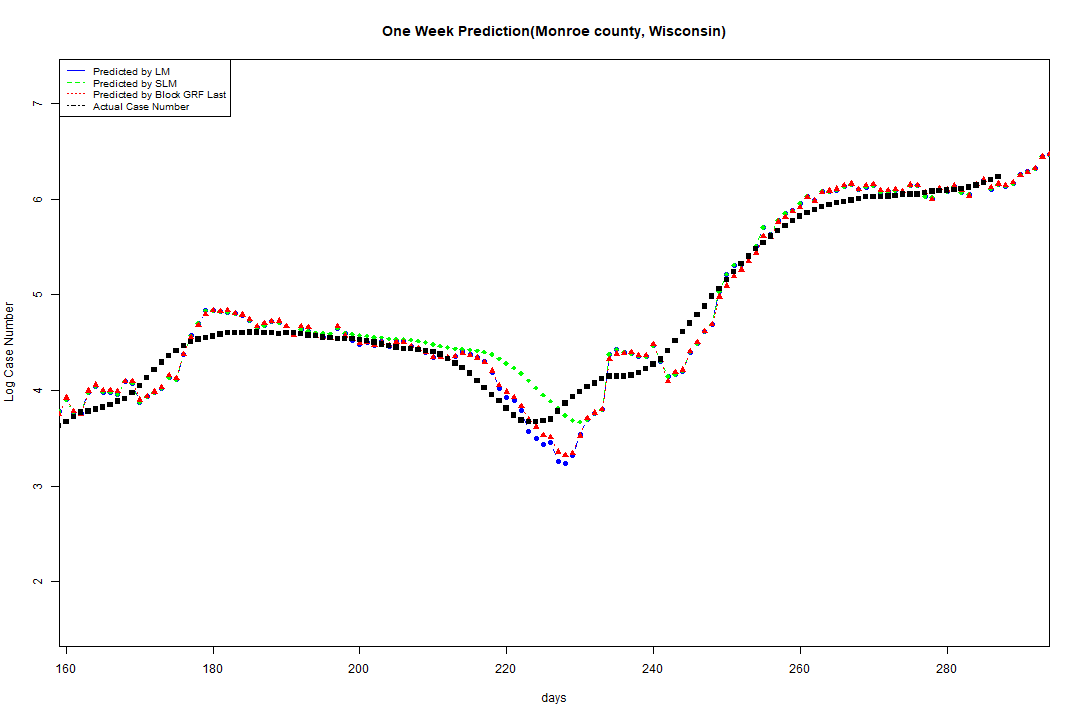 One Week Prediction(Monroe county, Wisconsin)
Predicted by LM
Predicted by SLM
Predicted by Block GRF Last
Actual Case Number
7
6
5
4
3
2
Log Case Number
160 180 200 220 240 260 280
days